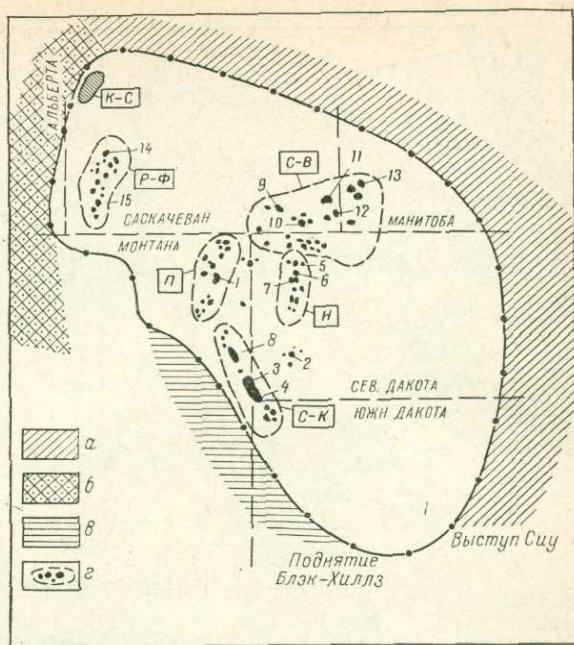 АЛЬБЕРТА
К-С
14
Р-Ф
15
САСКАЧЕВАН
МОНТАНА
С-В
11
13
9
10
12
МАНИТОБА
П
1
5
6
7
Н
8
2
3
4
С-К
СЕВ. ДАКОТА
ЮЖН ДАКОТА
I
а
б
в
г
Поднятие
Блэк-Хиллз
Выступ Сиу